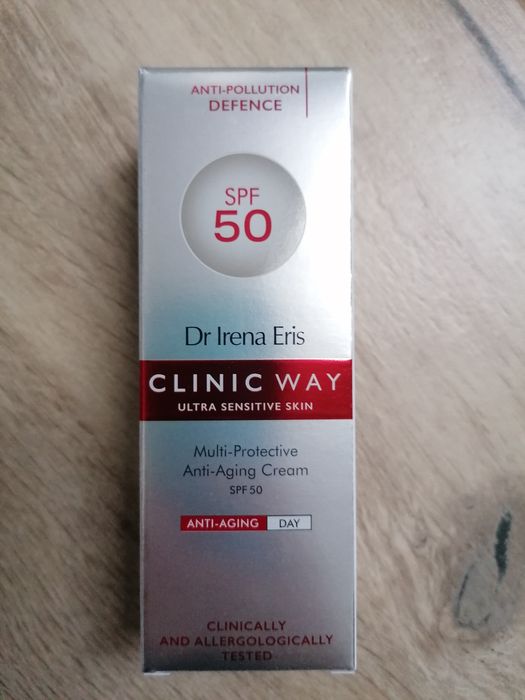 ANTI-POLLUTION
DEFENCE
SPF
50
Dr Irena Eris
CLINIC WAY
ULTRA SENSITIVE SKIN
Multi-Protective
Anti-Aging Cream
SPF 50
ANTI-AGING DAY
CLINICALLY
AND ALLERGOLOGICALLY
TESTED